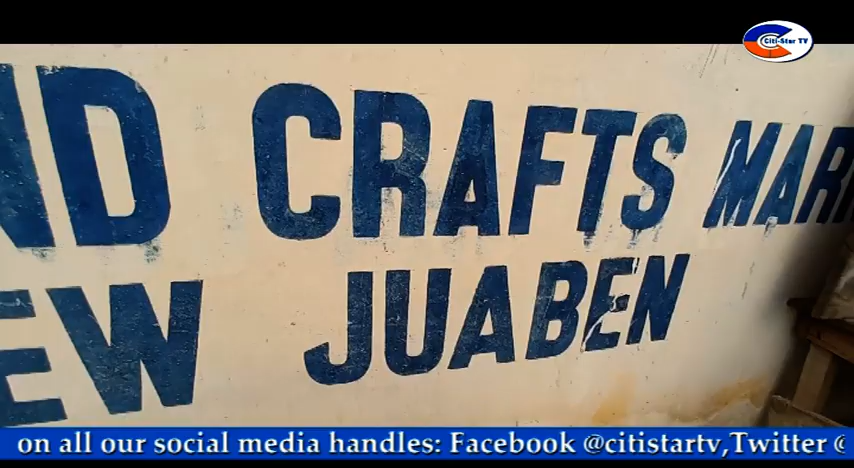 Citi-Star TV
ND CRAFTS MAR
EW JUABEN
on all our social media handles: Facebook @citistartv,Twitter @